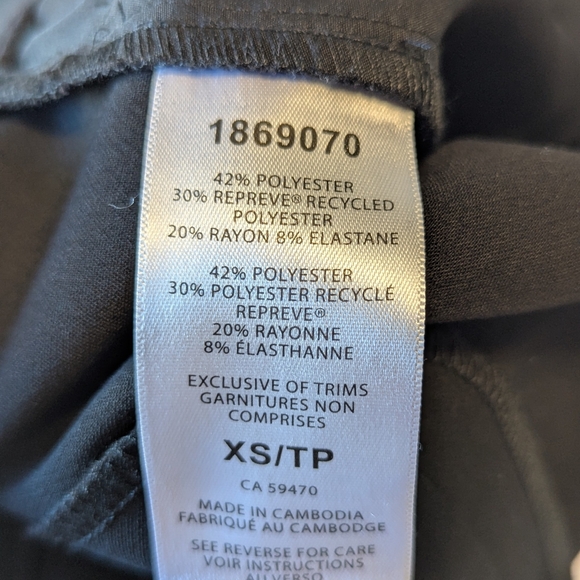 1869070
42% POLYESTER
30% REPREVE® RECYCLED
POLYESTER
20% RAYON 8% ELASTANE
42% POLYESTER
30% POLYESTER RECYCLÉ
REPREVE®
20% RAYONNE
8% ÉLASTHANNE
EXCLUSIVE OF TRIMS
GARNITURES NON
COMPRISES
XS/TP
CA 59470
MADE IN CAMBODIA
FABRIQUÉ AU CAMBODGE
SEE REVERSE FOR CARE
VOIR INSTRUCTIONS
AU VERSO